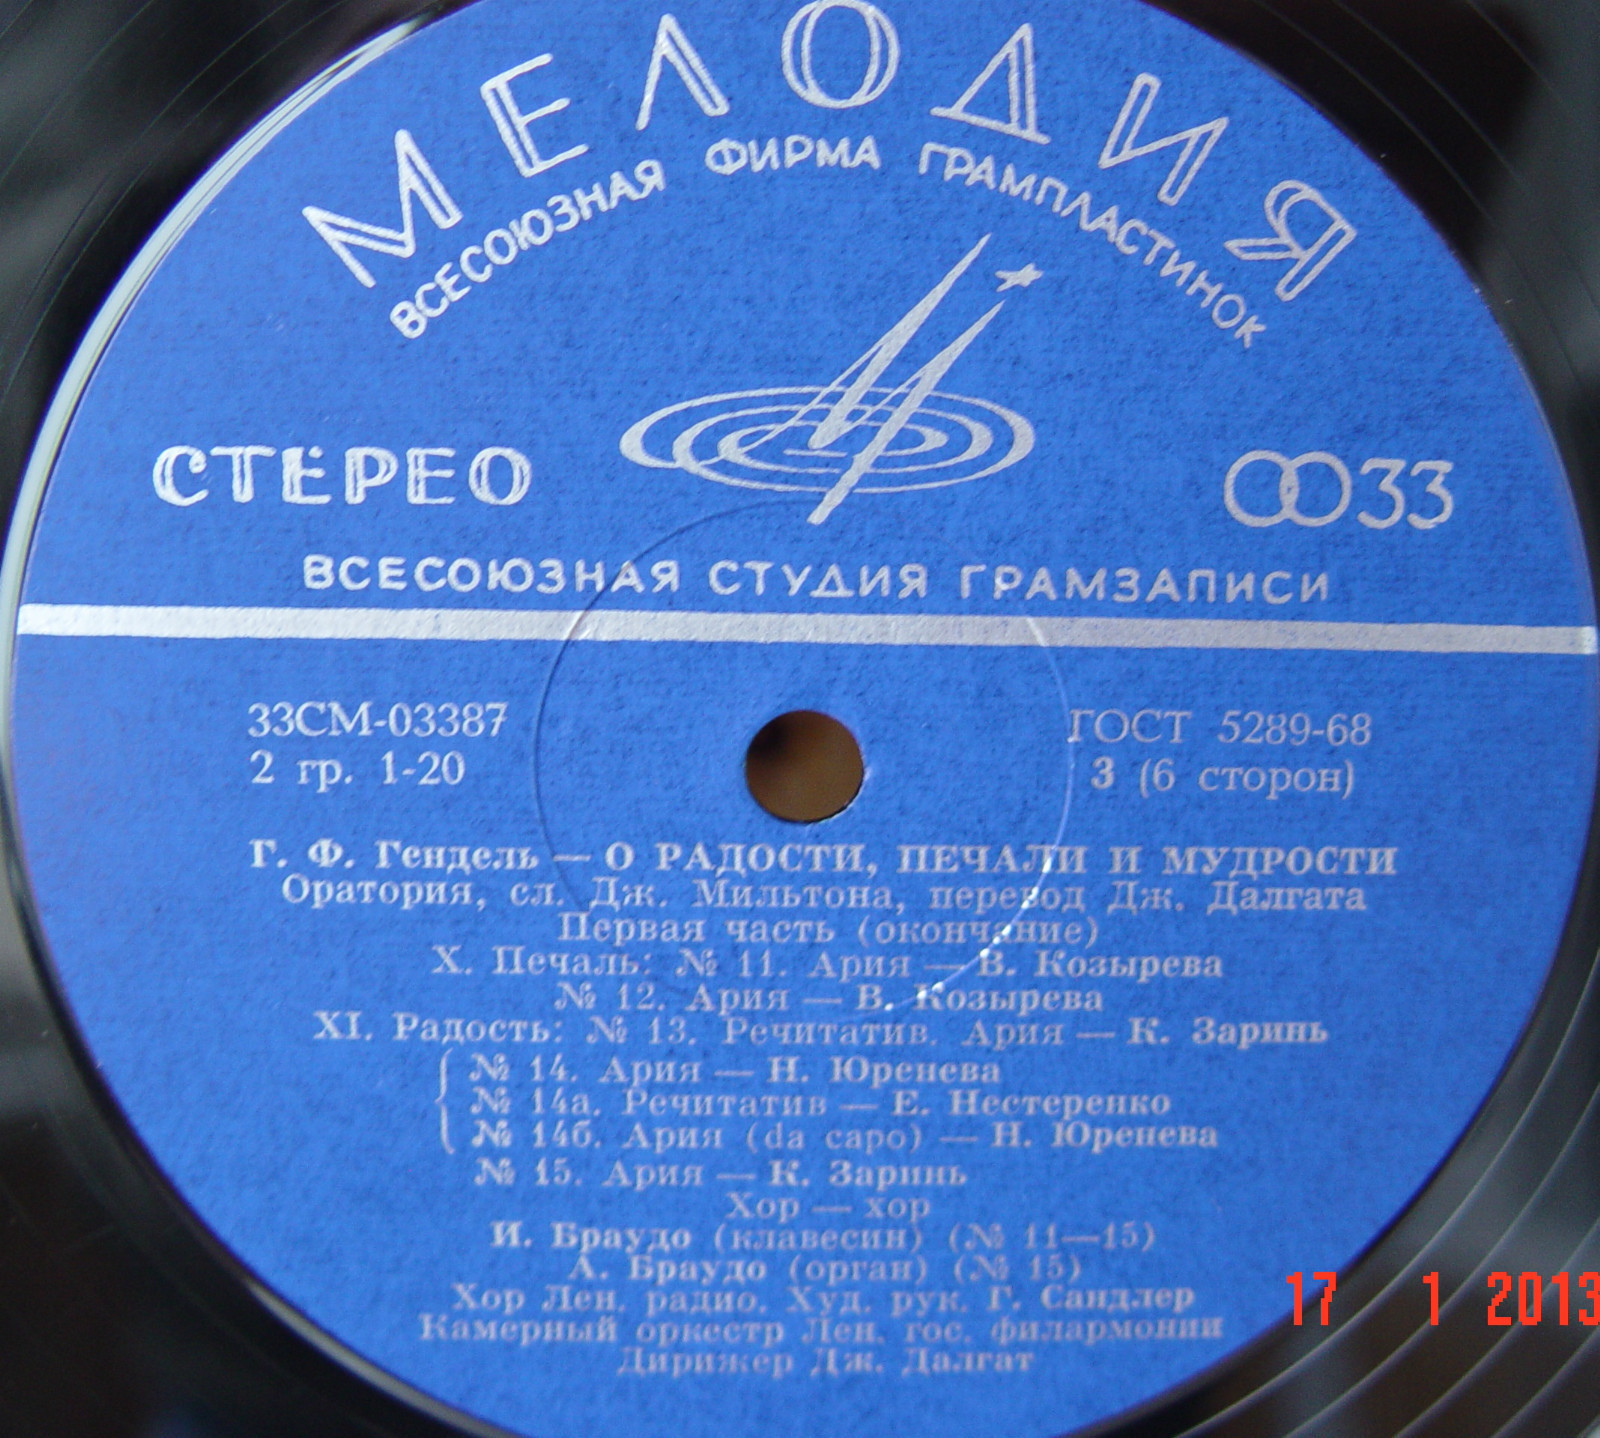 МЕЛОДИЯ
ВСЕСОЮЗНАЯ ФИРМА ГРАМПЛАСТИНОК
СТЕРЕО
33
ВСЕСОЮЗНАЯ СТУДИЯ ГРАМЗАПИСИ
33СМ-03387
ГОСТ 5289-68
2 гр. 1-20
3 (6 сторон)
Г. Ф. Гендель — О РАДОСТИ, ПЕЧАЛИ И МУДРОСТИ
Оратория, сл. Дж. Мильтона, перевод Дж. Далгата
Первая часть (окончание)
X. Печаль: № 11. Ария — В. Козырева
№ 12. Ария — В. Козырева
XI. Радость: № 13. Речитатив. Ария — К. Заринь
№ 14. Ария — Н. Юренева
№ 14а. Речитатив — Е. Нестеренко
№ 14б. Ария (da capo) — Н. Юренева
№ 15. Ария — К. Заринь
Хор — хор
И. Браудо (клавесин) (№ 11—15)
А. Браудо (орган) (№ 15)
Хор Лен. радио. Худ. рук. Г. Сандлер
Камерный оркестр Лен. гос. филармонии
Дирижер Дж. Далгат
17 1 2013